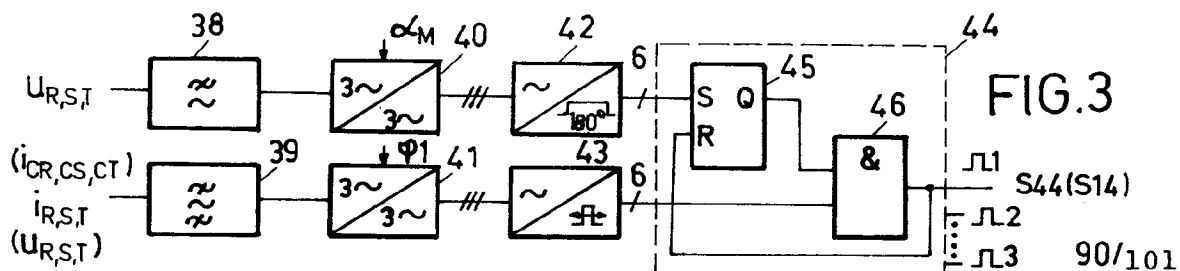 38
αM
40
42
6
44
45
uR,S,T
≈
3~
3~
~
180°
S Q
R
FIG.3
46
&
(iCR,CS,CT)
iR,S,T
(uR,S,T)
39
φ1
41
43
6
3~
3~
~
1
S44(S14)
2
3
90/101